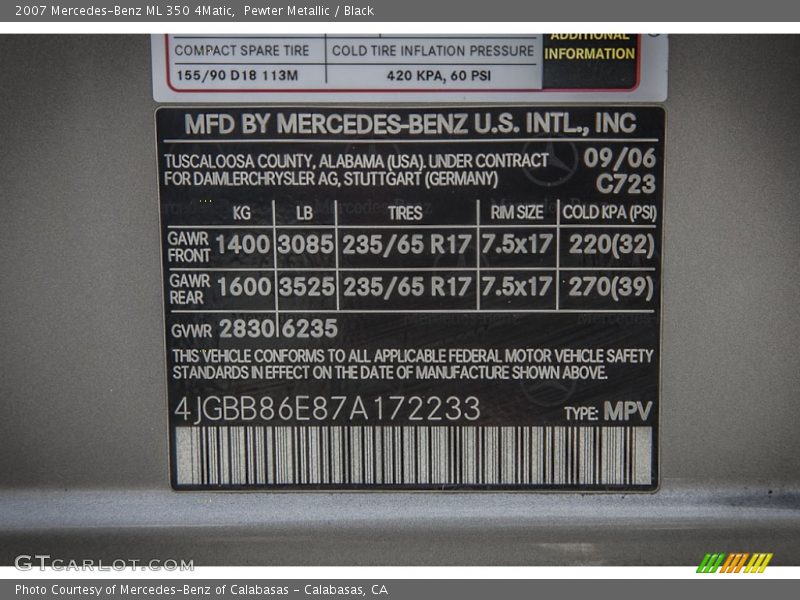 2007 Mercedes-Benz ML 350 4Matic,  Pewter Metallic / Black
ADDITIONAL
INFORMATION
COMPACT SPARE TIRE COLD TIRE INFLATION PRESSURE
155/90 D18 113M 420 KPA, 60 PSI
MFD BY MERCEDES-BENZ U.S. INTL., INC
TUSCALOOSA COUNTY, ALABAMA (USA). UNDER CONTRACT 09/06
FOR DAIMLERCHRYSLER AG, STUTTGART (GERMANY) C723
KG LB TIRES RIM SIZE COLD KPA (PSI)
GAWR FRONT 1400 3085 235/65 R17 7.5x17 220(32)
GAWR REAR 1600 3525 235/65 R17 7.5x17 270(39)
GVWR 2830 6235
THIS VEHICLE CONFORMS TO ALL APPLICABLE FEDERAL MOTOR VEHICLE SAFETY
STANDARDS IN EFFECT ON THE DATE OF MANUFACTURE SHOWN ABOVE.
4JGBB86E87A172233 TYPE: MPV
GTCARLOT.COM
Photo Courtesy of Mercedes-Benz of Calabasas - Calabasas, CA